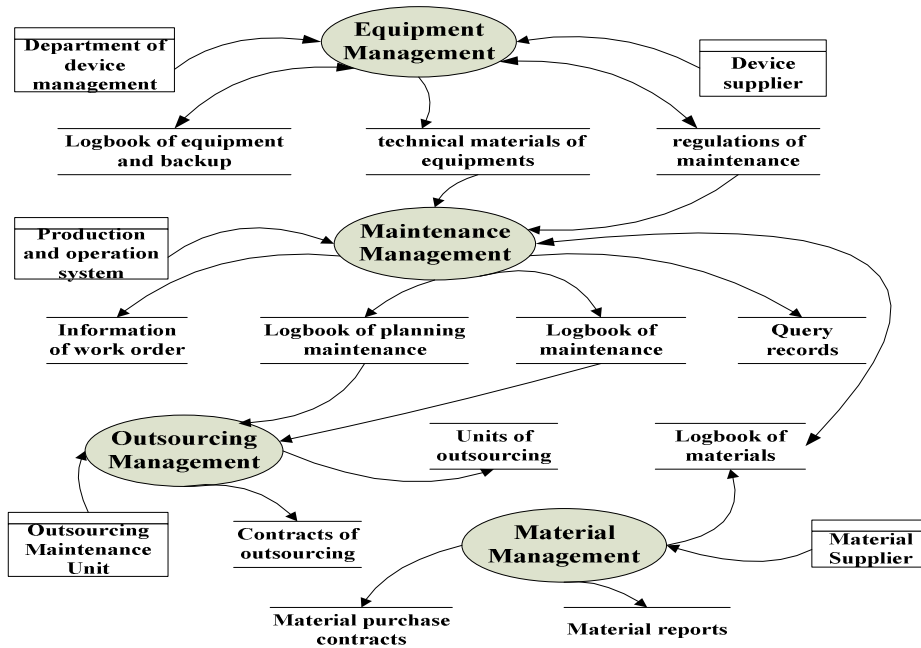 Equipment
Management
Department of
device
management
Device
supplier
Logbook of equipment
and backup
technical materials of
equipments
regulations of
maintenance
Production
and operation
system
Maintenance
Management
Information
of work order
Logbook of planning
maintenance
Logbook of
maintenance
Query
records
Outsourcing
Management
Units of
outsourcing
Logbook of
materials
Outsourcing
Maintenance
Unit
Contracts of
outsourcing
Material
Management
Material
Supplier
Material purchase
contracts
Material reports